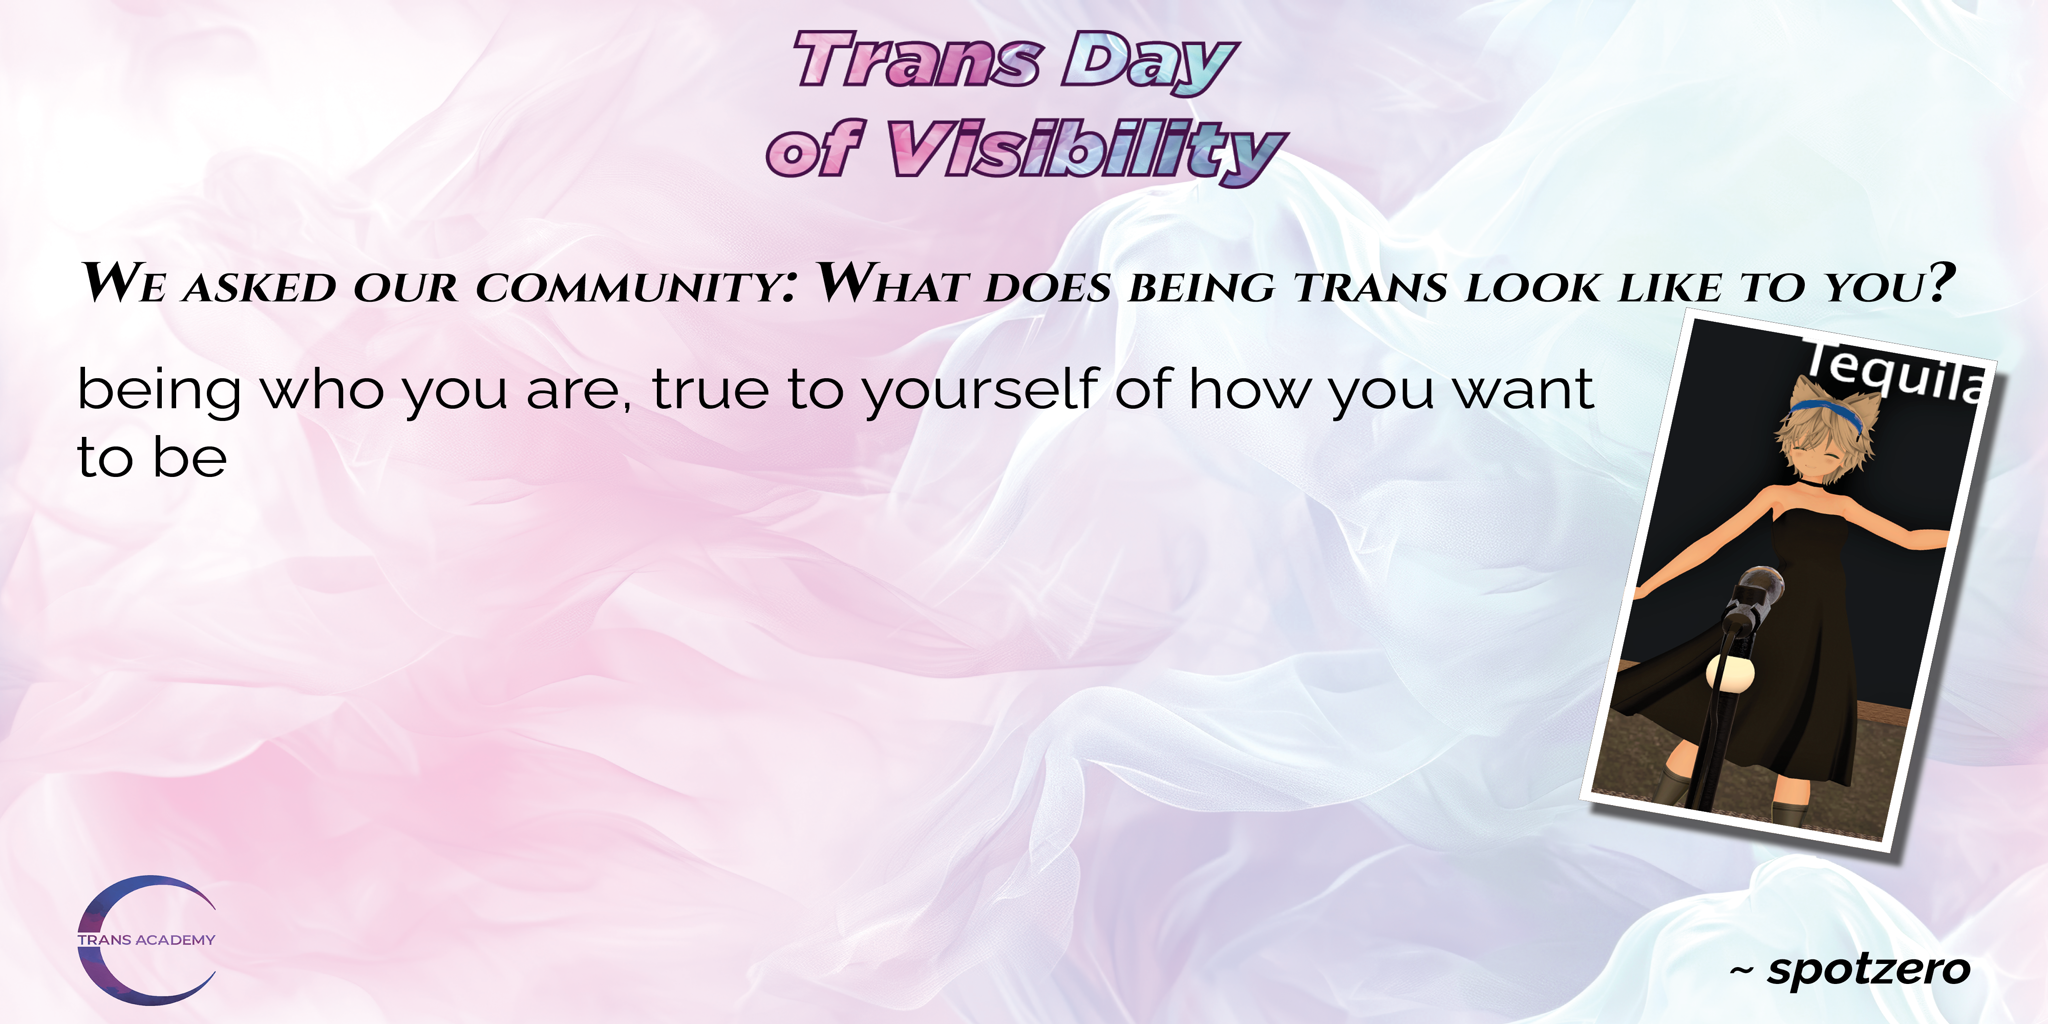 Trans Day
of Visibility
We asked our community: What does being trans look like to you?
being who you are, true to yourself of how you want
to be
Tequila
TRANS ACADEMY
~ spotzero